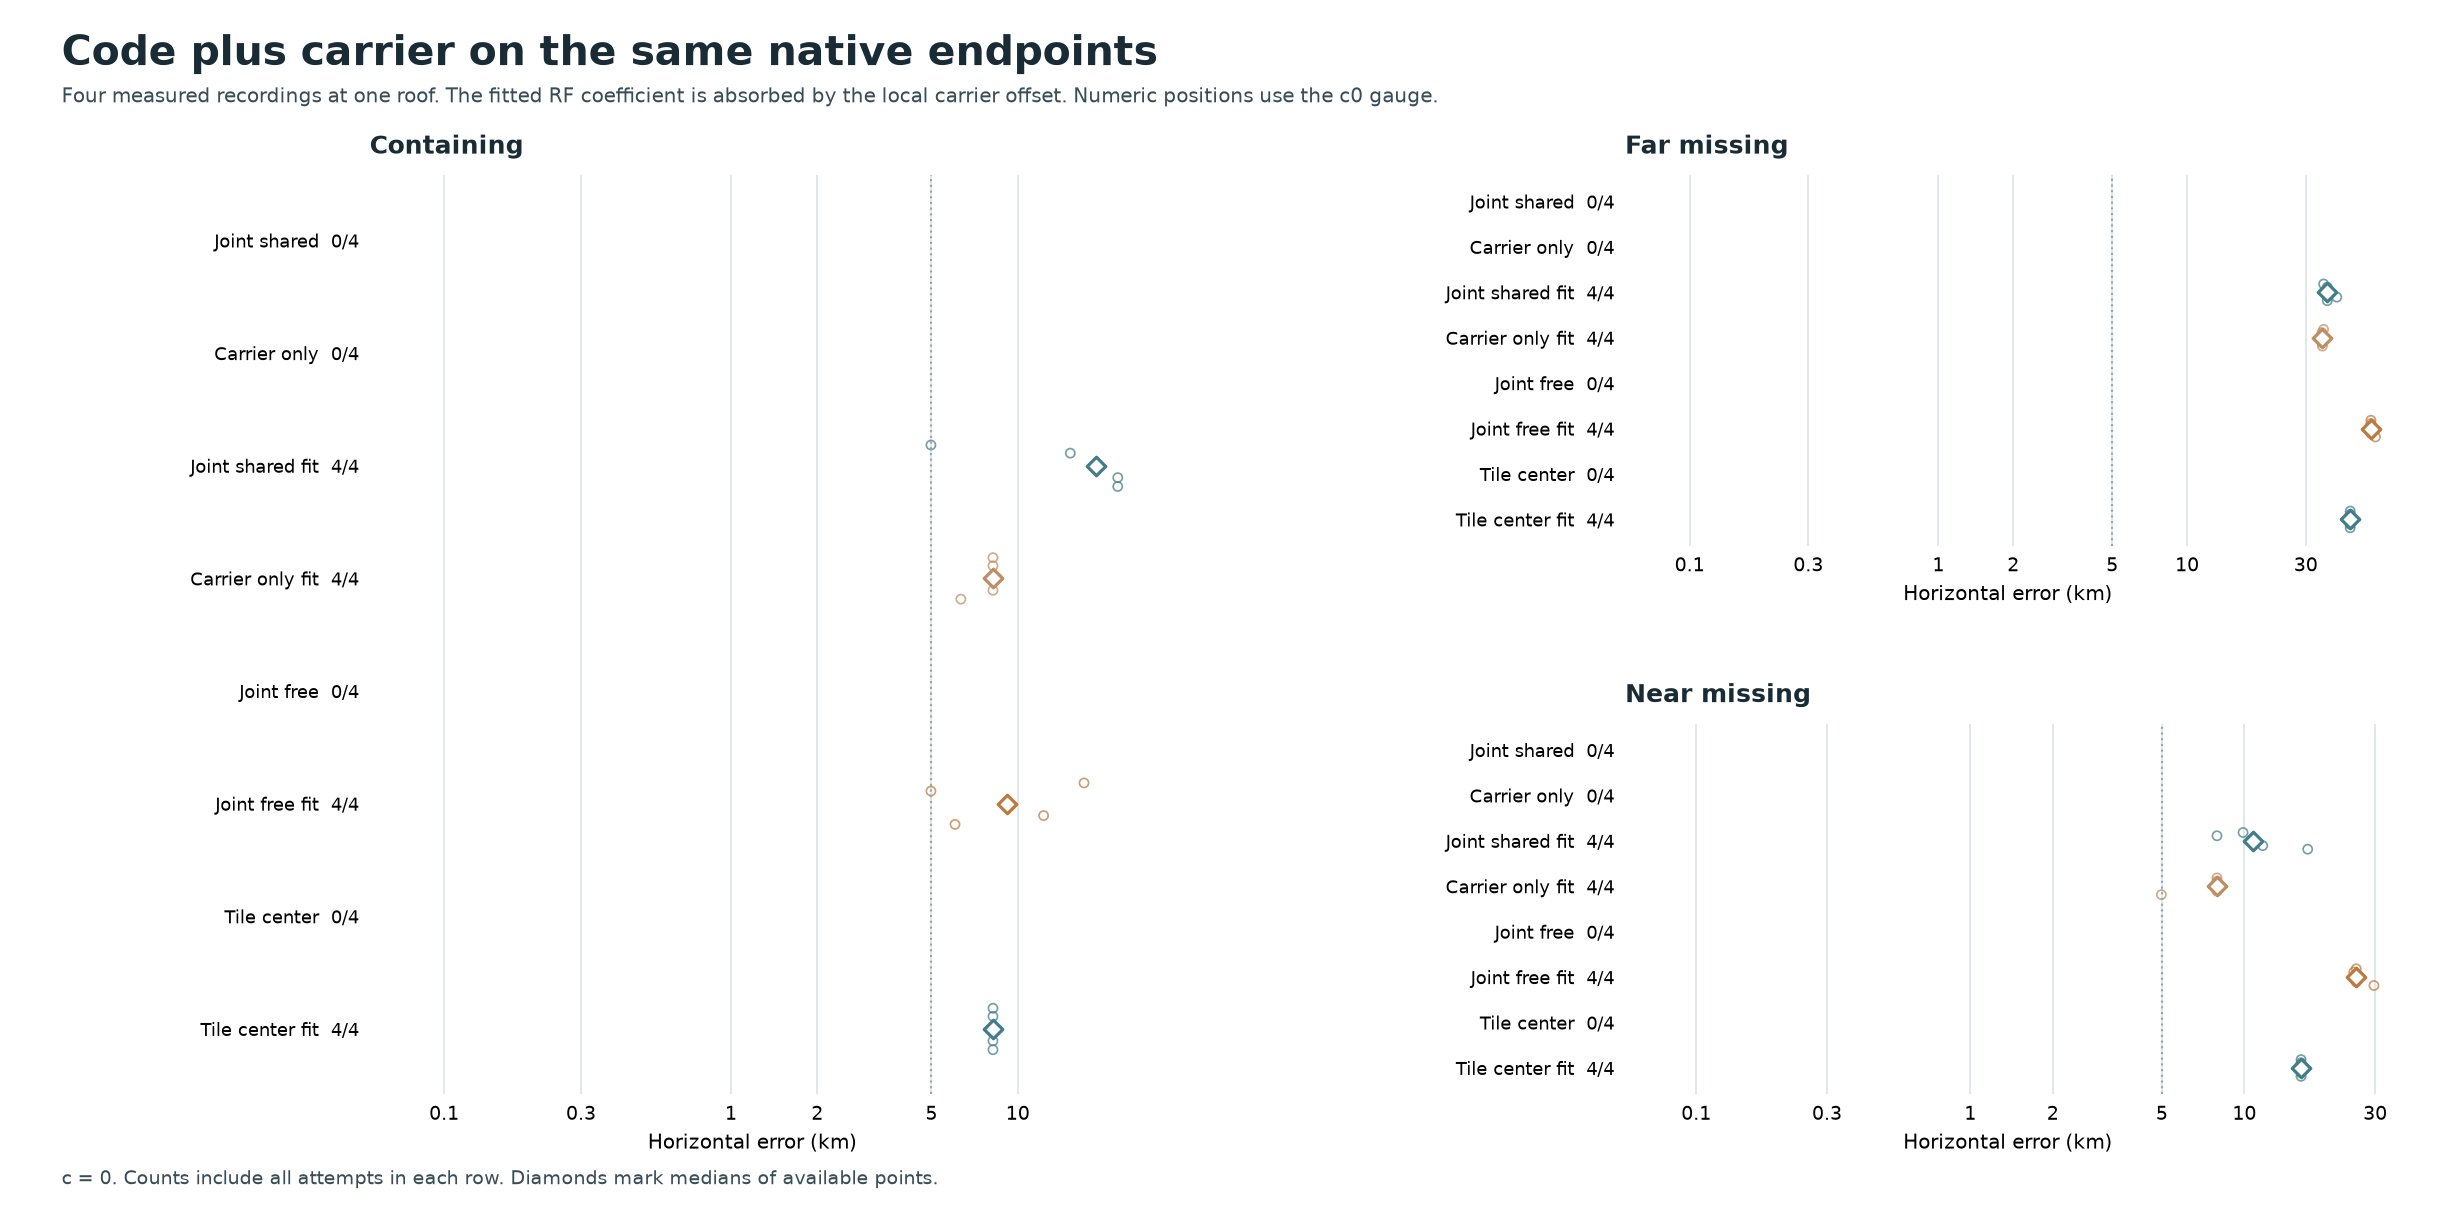 Code plus carrier on the same native endpoints
Four measured recordings at one roof. The fitted RF coefficient is absorbed by the local carrier offset. Numeric positions use the c0 gauge.
Containing
Joint shared 0/4
Carrier only 0/4
Joint shared fit 4/4
Carrier only fit 4/4
Joint free 0/4
Joint free fit 4/4
Tile center 0/4
Tile center fit 4/4
0.1 0.3 1 2 5 10
Horizontal error (km)
Far missing
Joint shared 0/4
Carrier only 0/4
Joint shared fit 4/4
Carrier only fit 4/4
Joint free 0/4
Joint free fit 4/4
Tile center 0/4
Tile center fit 4/4
0.1 0.3 1 2 5 10 30
Horizontal error (km)
Near missing
Joint shared 0/4
Carrier only 0/4
Joint shared fit 4/4
Carrier only fit 4/4
Joint free 0/4
Joint free fit 4/4
Tile center 0/4
Tile center fit 4/4
0.1 0.3 1 2 5 10 30
Horizontal error (km)
c = 0. Counts include all attempts in each row. Diamonds mark medians of available points.